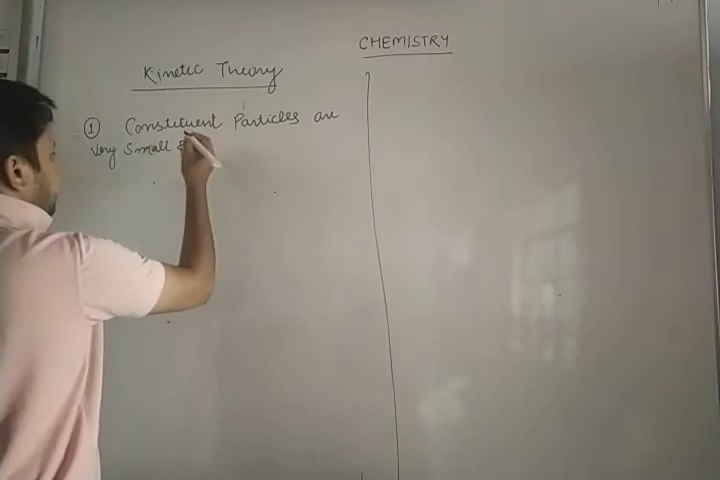 CHEMISTRY
Kinetic Theory
① Constituent Particles are
very small &